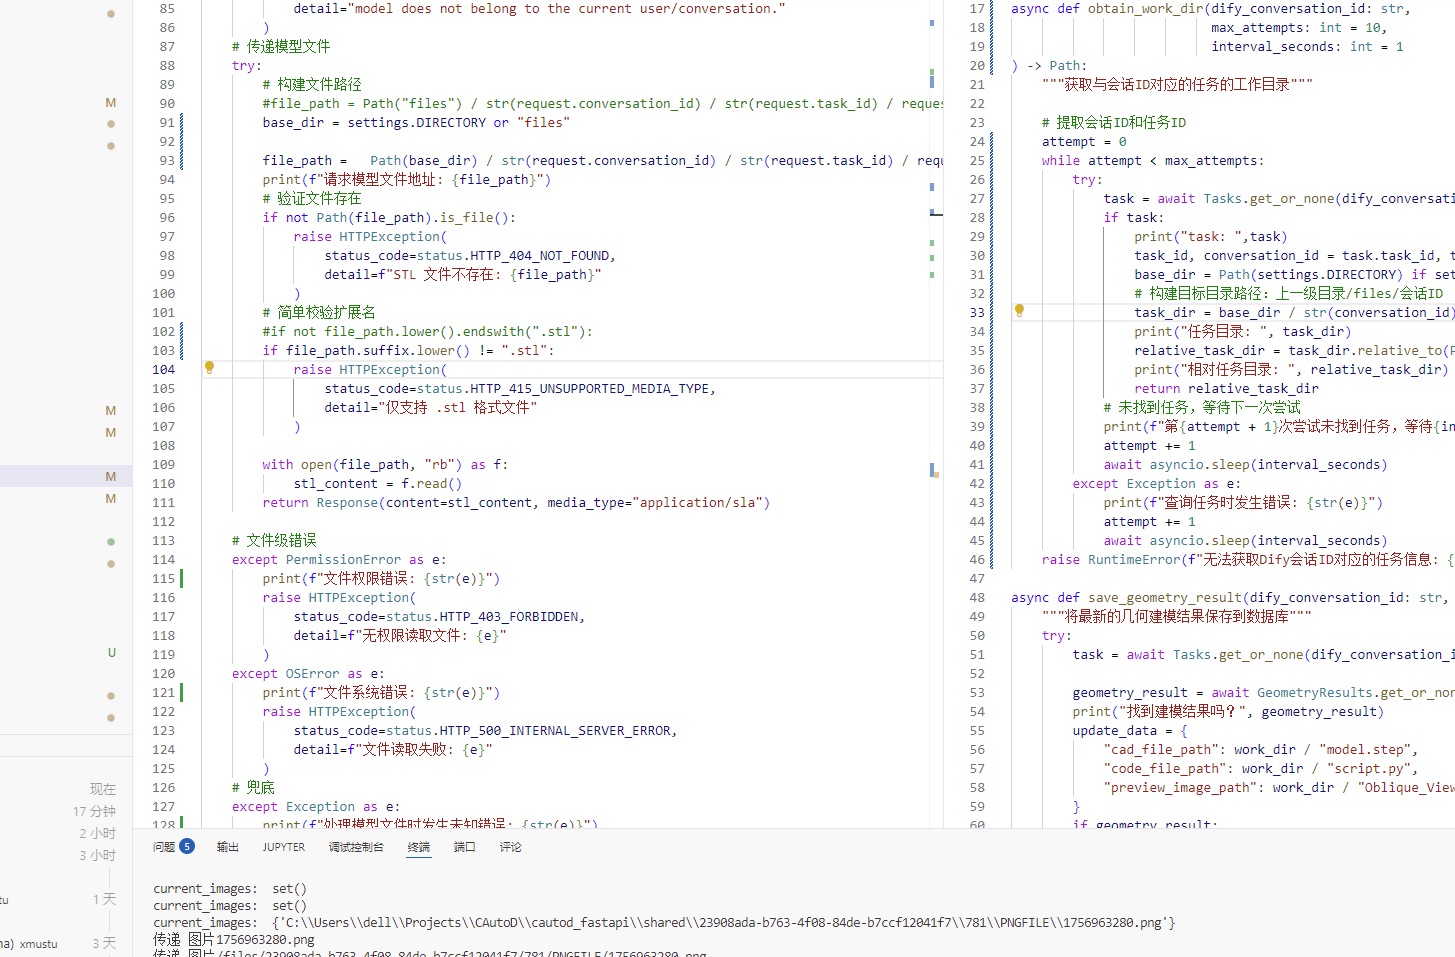 85 detail="model does not belong to the current user/conversation."
86 )
87 # 传递模型文件
88 try:
89 # 构建文件路径
90 #file_path = Path("files") / str(request.conversation_id) / str(request.task_id) / reque
91 base_dir = settings.DIRECTORY or "files"
92
93 file_path =   Path(base_dir) / str(request.conversation_id) / str(request.task_id) / requ
94 print(f"请求模型文件地址: {file_path}")
95 # 验证文件存在
96 if not Path(file_path).is_file():
97 raise HTTPException(
98 status_code=status.HTTP_404_NOT_FOUND,
99 detail=f"STL 文件不存在: {file_path}"
100 )
101 # 简单校验扩展名
102 #if not file_path.lower().endswith(".stl"):
103 if file_path.suffix.lower() != ".stl":
104 raise HTTPException(
105 status_code=status.HTTP_415_UNSUPPORTED_MEDIA_TYPE,
106 detail="仅支持 .stl 格式文件"
107 )
108
109 with open(file_path, "rb") as f:
110 stl_content = f.read()
111 return Response(content=stl_content, media_type="application/sla")
112
113 # 文件级错误
114 except PermissionError as e:
115 print(f"文件权限错误: {str(e)}")
116 raise HTTPException(
117 status_code=status.HTTP_403_FORBIDDEN,
118 detail=f"无权限读取文件: {e}"
119 )
120 except OSError as e:
121 print(f"文件系统错误: {str(e)}")
122 raise HTTPException(
123 status_code=status.HTTP_500_INTERNAL_SERVER_ERROR,
124 detail=f"文件读取失败: {e}"
125 )
126 # 兜底
127 except Exception as e:
128 print(f"处理模型文件时发生未知错误: {str(e)}")
17 async def obtain_work_dir(dify_conversation_id: str,
18 max_attempts: int = 10,
19 interval_seconds: int = 1
20 ) -> Path:
21 """获取与会话ID对应的任务的工作目录"""
22
23 # 提取会话ID和任务ID
24 attempt = 0
25 while attempt < max_attempts:
26 try:
27 task = await Tasks.get_or_none(dify_conversati
28 if task:
29 print("task: ",task)
30 task_id, conversation_id = task.task_id, t
31 base_dir = Path(settings.DIRECTORY) if set
32 # 构建目标目录路径: 上一级目录/files/会话ID
33 task_dir = base_dir / str(conversation_id)
34 print("任务目录: ", task_dir)
35 relative_task_dir = task_dir.relative_to(P
36 print("相对任务目录: ", relative_task_dir)
37 return relative_task_dir
38 # 未找到任务，等待下一次尝试
39 print(f"第{attempt + 1}次尝试未找到任务，等待{in
40 attempt += 1
41 await asyncio.sleep(interval_seconds)
42 except Exception as e:
43 print(f"查询任务时发生错误: {str(e)}")
44 attempt += 1
45 await asyncio.sleep(interval_seconds)
46 raise RuntimeError(f"无法获取Dify会话ID对应的任务信息: {
47
48 async def save_geometry_result(dify_conversation_id: str,
49 """将最新的几何建模结果保存到数据库"""
50 try:
51 task = await Tasks.get_or_none(dify_conversation_i
52
53 geometry_result = await GeometryResults.get_or_non
54 print("找到建模结果吗？", geometry_result)
55 update_data = {
56 "cad_file_path": work_dir / "model.step",
57 "code_file_path": work_dir / "script.py",
58 "preview_image_path": work_dir / "Oblique_View
59 }
60 if geometry_result:
M
M
M
M
M
U
现在
17 分钟
2 小时
3 小时
tu 1 天
na) xmustu 3 天
问题 5 输出 JUPYTER 调试控制台 终端 端口 评论
current_images:  set()
current_images:  set()
current_images:  {'C:\\Users\\dell\\Projects\\CAutoD\\cautod_fastapi\\shared\\23908ada-b763-4f08-84de-b7ccf12041f7\\781\\PNGFILE\\1756963280.png'}
传递 图片1756963280.png
传递 图片/files/23908ada-b763-4f08-84de-b7ccf12041f7/781/PNGFILE/1756963280.png